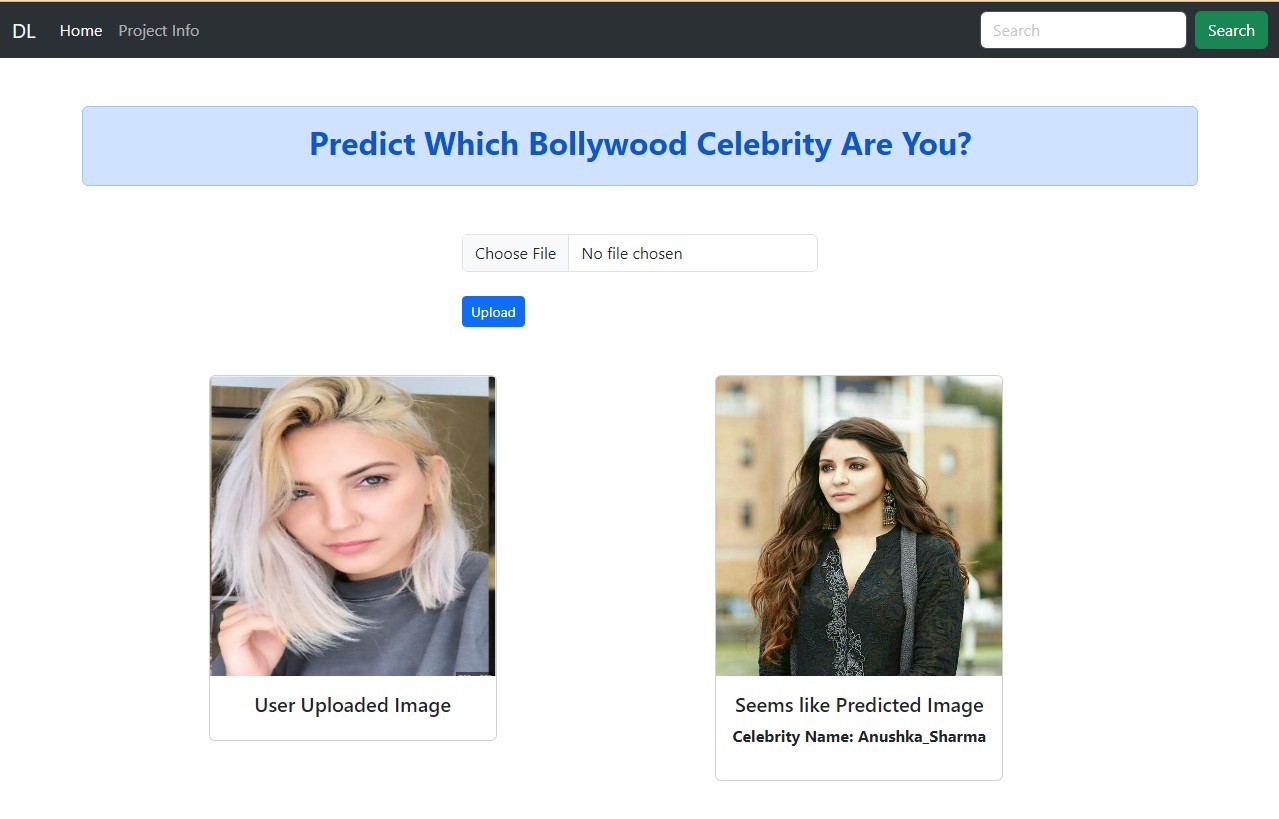 DL Home Project Info Search Search
Predict Which Bollywood Celebrity Are You?
Choose File No file chosen
Upload
User Uploaded Image
Seems like Predicted Image
Celebrity Name: Anushka_Sharma